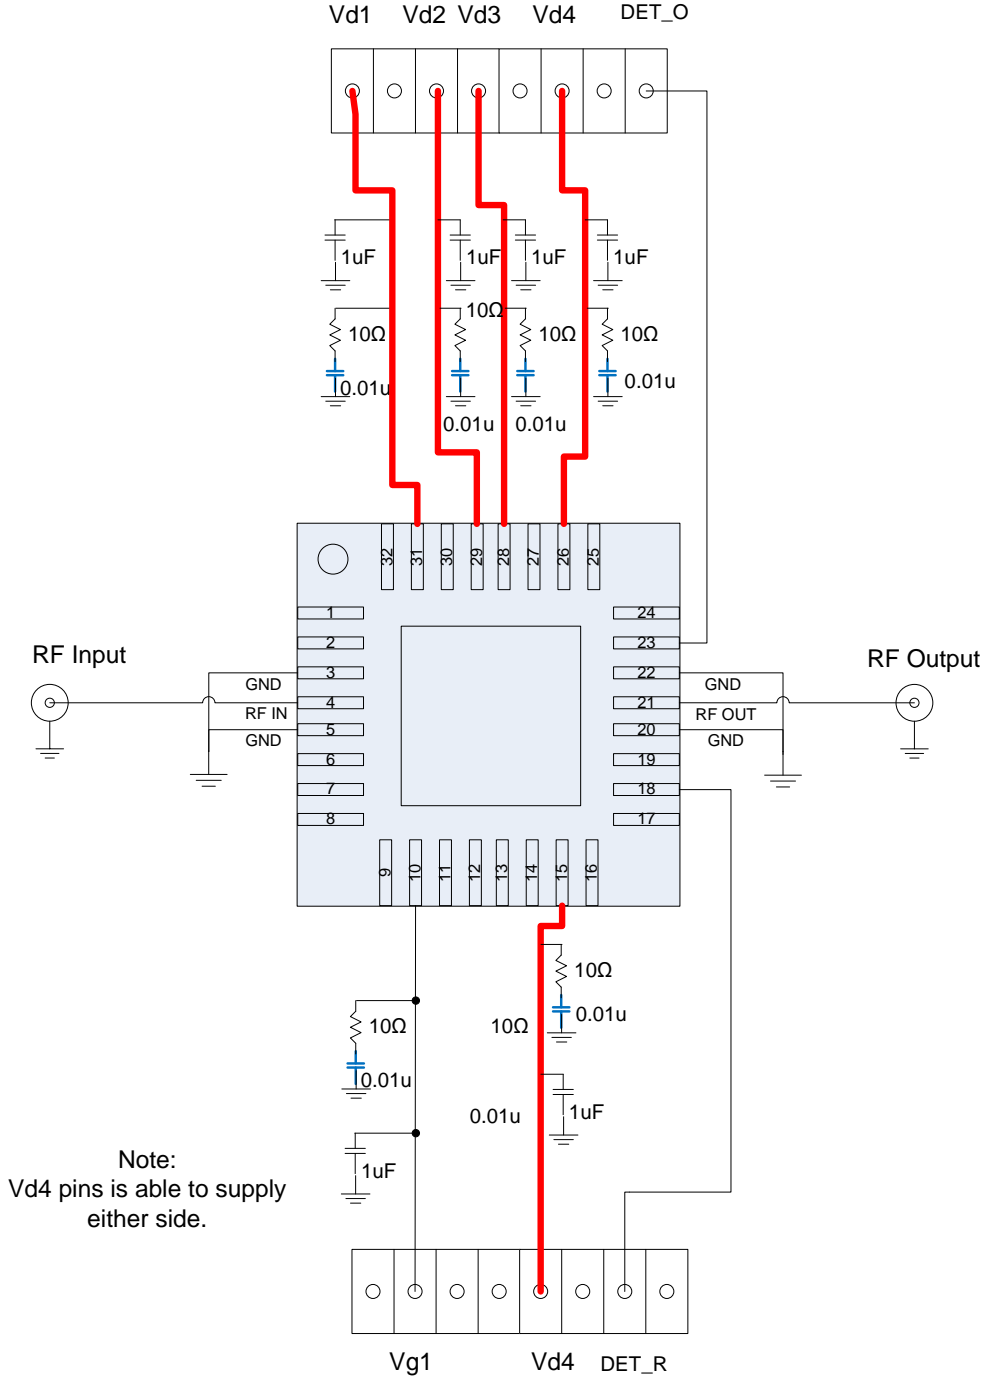 Vd1 Vd2 Vd3 Vd4 DET_O
1uF 1uF 1uF 1uF
10Ω 10Ω 10Ω 10Ω
0.01u 0.01u 0.01u 0.01u
32 31 30 29 28 27 26 25
1 24
2 23
RF Input 3 22 RF Output
GND GND
4 21
RF IN RF OUT
5 20
GND GND
6 19
7 18
8 17
9 10 11 12 13 14 15 16
10Ω
0.01u
10Ω 10Ω
0.01u
1uF
0.01u
1uF
Note:
Vd4 pins is able to supply
either side.
Vg1 Vd4 DET_R